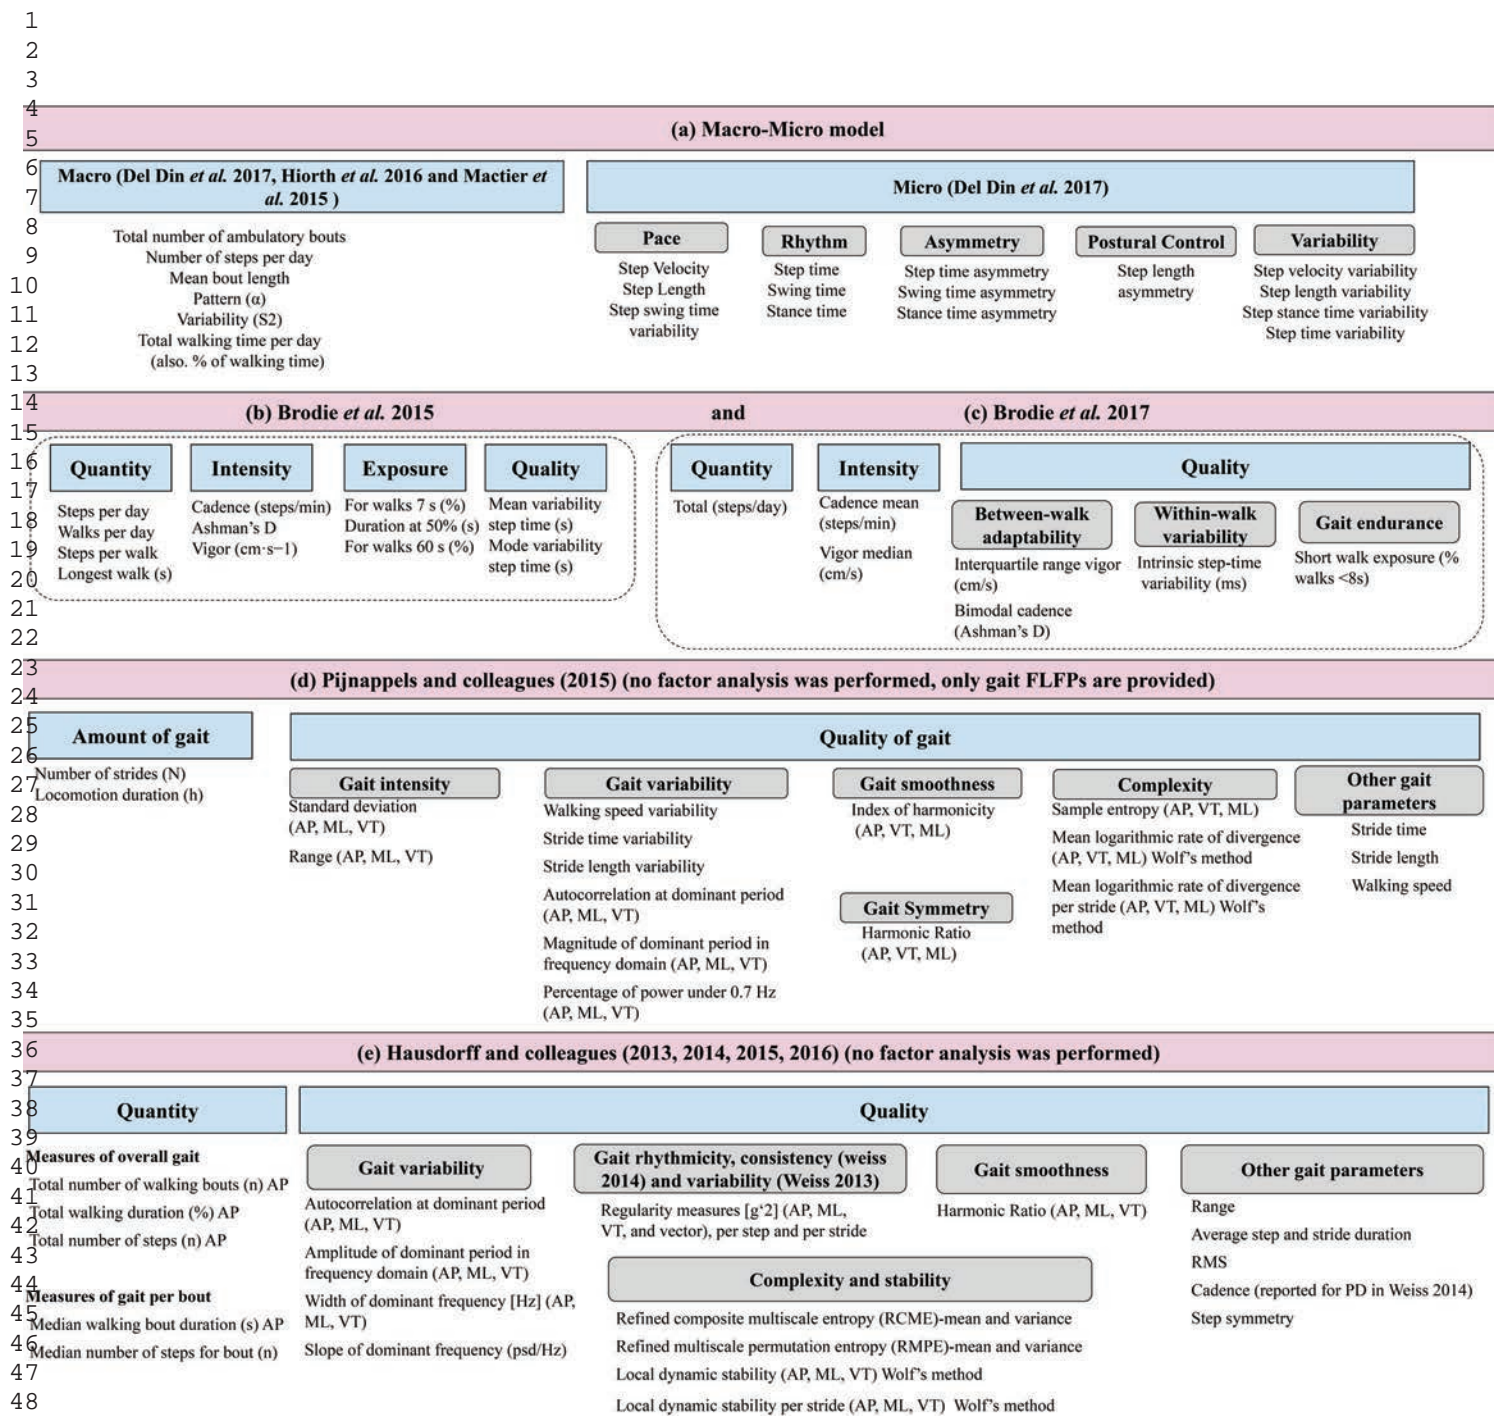 1
2
3
4
5
6
7
8
9
10
11
12
13
14
15
16
17
18
19
20
21
22
23
24
25
26
27
28
29
30
31
32
33
34
35
36
37
38
39
40
41
42
43
44
45
46
47
48
(a) Macro-Micro model
Macro (Del Din et al. 2017, Hiorth et al. 2016 and Mactier et
al. 2015 )
Total number of ambulatory bouts
Number of steps per day
Mean bout length
Pattern (α)
Variability (S2)
Total walking time per day
(also. % of walking time)
Micro (Del Din et al. 2017)
Pace
Step Velocity
Step Length
Step swing time
variability
Rhythm
Step time
Swing time
Stance time
Asymmetry
Step time asymmetry
Swing time asymmetry
Stance time asymmetry
Postural Control
Step length
asymmetry
Variability
Step velocity variability
Step length variability
Step stance time variability
Step time variability
(b) Brodie et al. 2015 and (c) Brodie et al. 2017
Quantity
Steps per day
Walks per day
Steps per walk
Longest walk (s)
Intensity
Cadence (steps/min)
Ashman's D
Vigor (cm·s−1)
Exposure
For walks 7 s (%)
Duration at 50% (s)
For walks 60 s (%)
Quality
Mean variability
step time (s)
Mode variability
step time (s)
Quantity
Total (steps/day)
Intensity
Cadence mean
(steps/min)
Vigor median
(cm/s)
Quality
Between-walk
adaptability
Interquartile range vigor
(cm/s)
Bimodal cadence
(Ashman's D)
Within-walk
variability
Intrinsic step-time
variability (ms)
Gait endurance
Short walk exposure (%
walks <8s)
(d) Pijnappels and colleagues (2015) (no factor analysis was performed, only gait FLFPs are provided)
Amount of gait
Number of strides (N)
Locomotion duration (h)
Quality of gait
Gait intensity
Standard deviation
(AP, ML, VT)
Range (AP, ML, VT)
Gait variability
Walking speed variability
Stride time variability
Stride length variability
Autocorrelation at dominant period
(AP, ML, VT)
Magnitude of dominant period in
frequency domain (AP, ML, VT)
Percentage of power under 0.7 Hz
(AP, ML, VT)
Gait smoothness
Index of harmonicity
(AP, VT, ML)
Gait Symmetry
Harmonic Ratio
(AP, VT, ML)
Complexity
Sample entropy (AP, VT, ML)
Mean logarithmic rate of divergence
(AP, VT, ML) Wolf's method
Mean logarithmic rate of divergence
per stride (AP, VT, ML) Wolf's
method
Other gait
parameters
Stride time
Stride length
Walking speed
(e) Hausdorff and colleagues (2013, 2014, 2015, 2016) (no factor analysis was performed)
Quantity
Measures of overall gait
Total number of walking bouts (n) AP
Total walking duration (%) AP
Total number of steps (n) AP
Measures of gait per bout
Median walking bout duration (s) AP
Median number of steps for bout (n)
Quality
Gait variability
Autocorrelation at dominant period
(AP, ML, VT)
Amplitude of dominant period in
frequency domain (AP, ML, VT)
Width of dominant frequency [Hz] (AP,
ML, VT)
Slope of dominant frequency (psd/Hz)
Gait rhythmicity, consistency (weiss
2014) and variability (Weiss 2013)
Regularity measures [g‘2] (AP, ML,
VT, and vector), per step and per stride
Complexity and stability
Refined composite multiscale entropy (RCME)-mean and variance
Refined multiscale permutation entropy (RMPE)-mean and variance
Local dynamic stability (AP, ML, VT) Wolf's method
Local dynamic stability per stride (AP, ML, VT) Wolf's method
Gait smoothness
Harmonic Ratio (AP, ML, VT)
Other gait parameters
Range
Average step and stride duration
RMS
Cadence (reported for PD in Weiss 2014)
Step symmetry